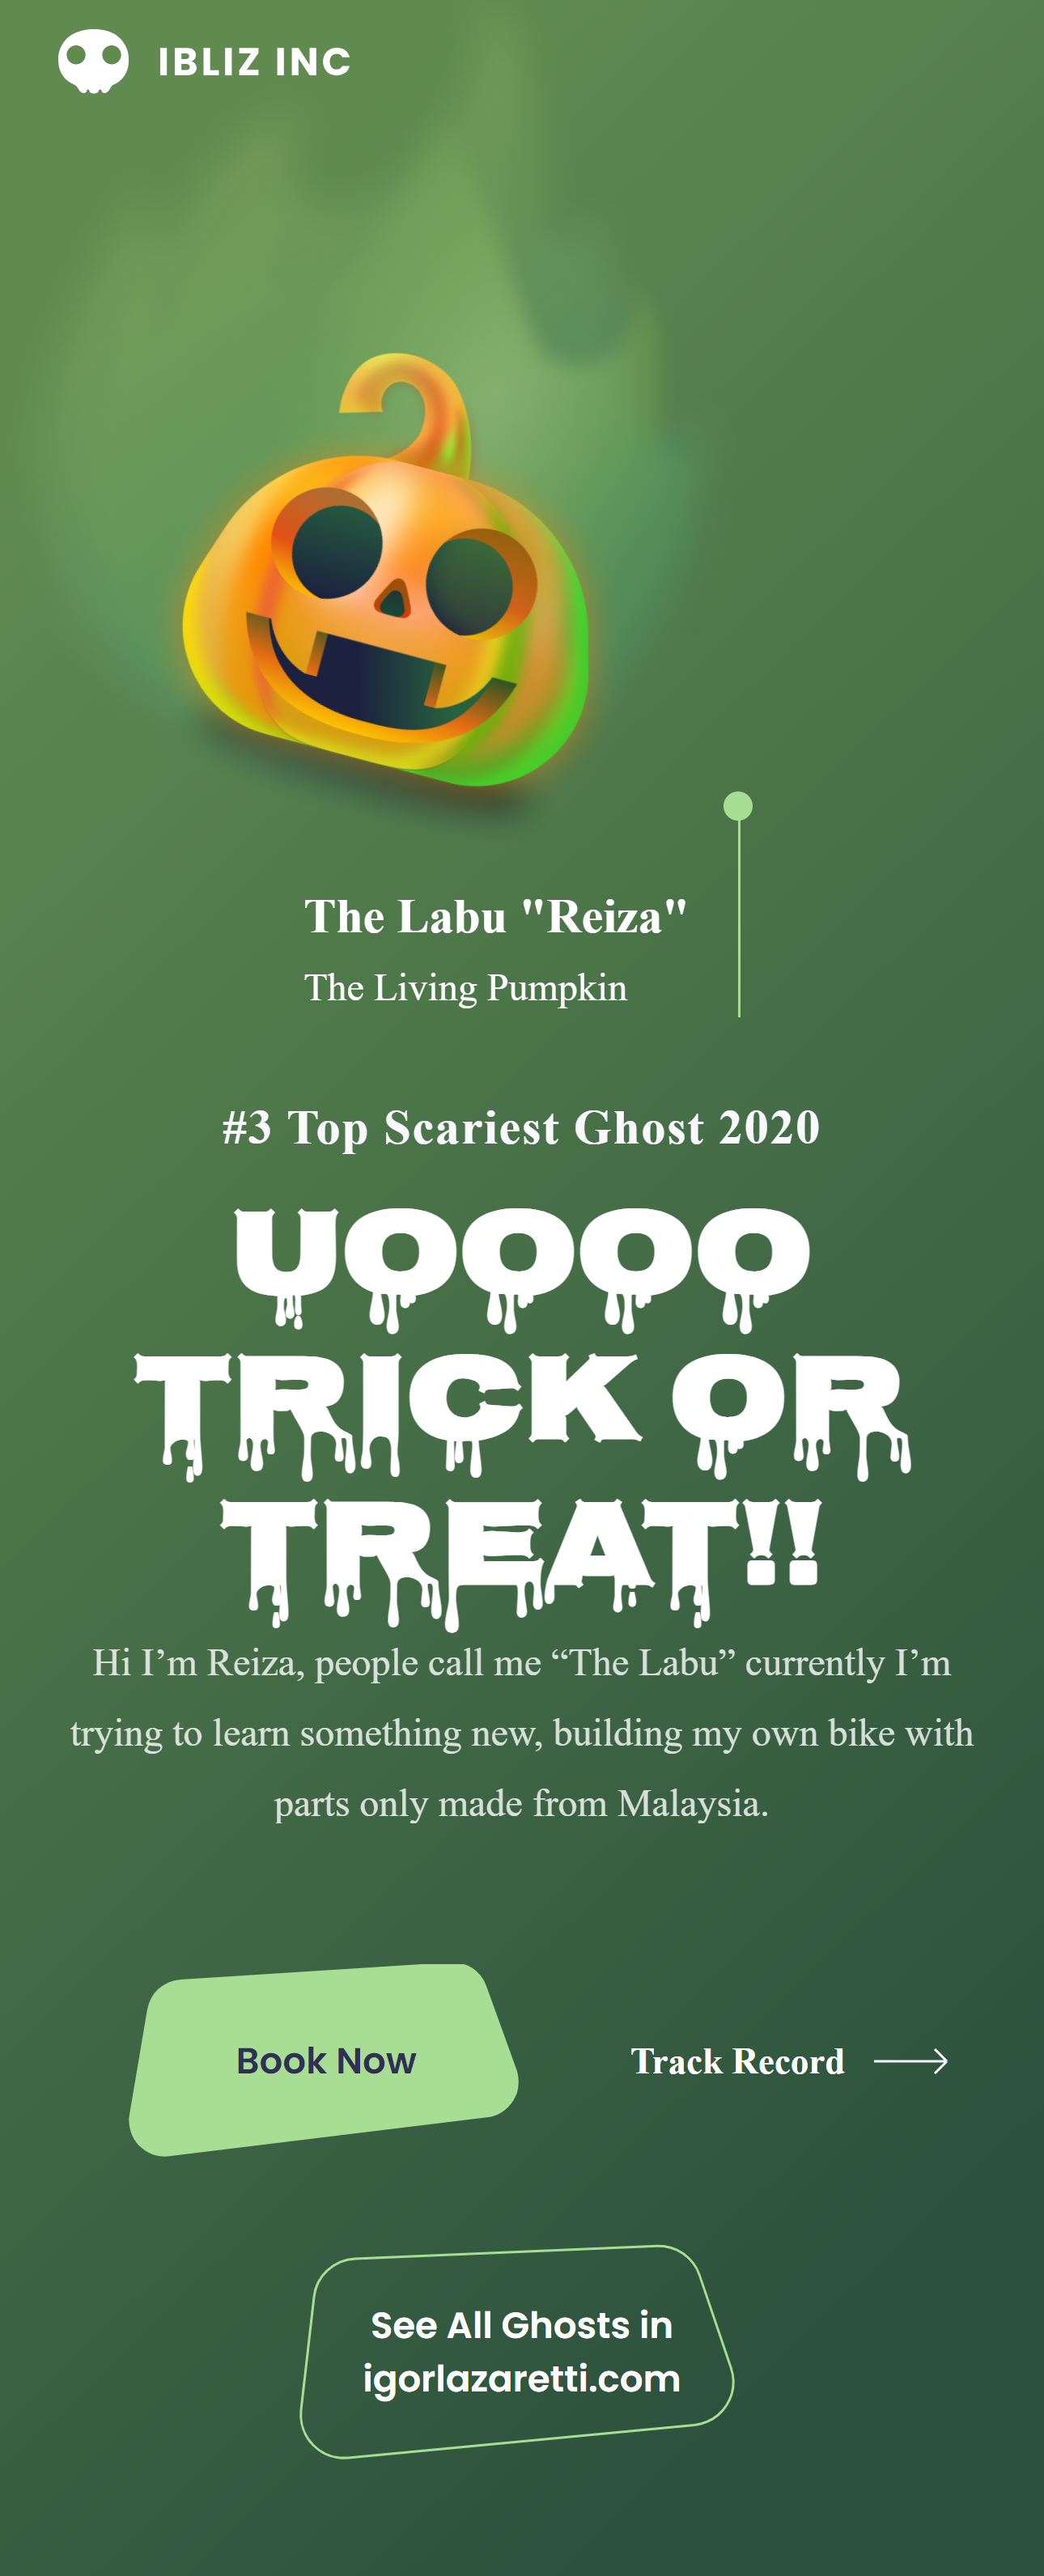 IBLIZ INC
The Labu "Reiza"
The Living Pumpkin
#3 Top Scariest Ghost 2020
UOOOO
TRICK OR
TREAT!!
Hi I’m Reiza, people call me “The Labu” currently I’m
trying to learn something new, building my own bike with
parts only made from Malaysia.
Book Now
Track Record
See All Ghosts in
igorlazaretti.com